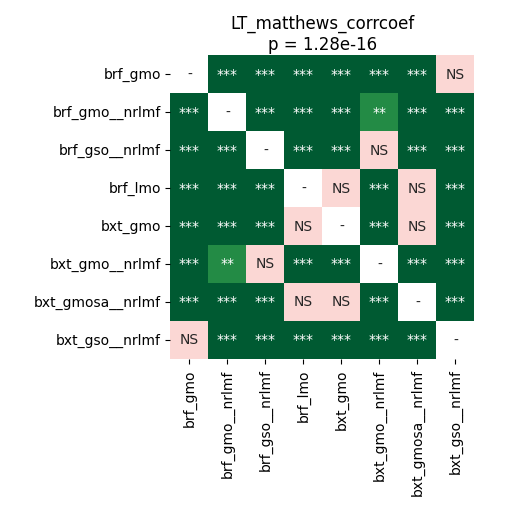 LT_matthews_corrcoef
p = 1.28e-16
brf_gmo - *** *** *** *** *** *** NS
brf_gmo__nrlmf *** - *** *** *** ** *** ***
brf_gso__nrlmf *** *** - *** *** NS *** ***
brf_lmo *** *** *** - NS *** NS ***
bxt_gmo *** *** *** NS - *** NS ***
bxt_gmo__nrlmf *** ** NS *** *** - *** ***
bxt_gmosa__nrlmf *** *** *** NS NS *** - ***
bxt_gso__nrlmf NS *** *** *** *** *** *** -
brf_gmo
brf_gmo__nrlmf
brf_gso__nrlmf
brf_lmo
bxt_gmo
bxt_gmo__nrlmf
bxt_gmosa__nrlmf
bxt_gso__nrlmf